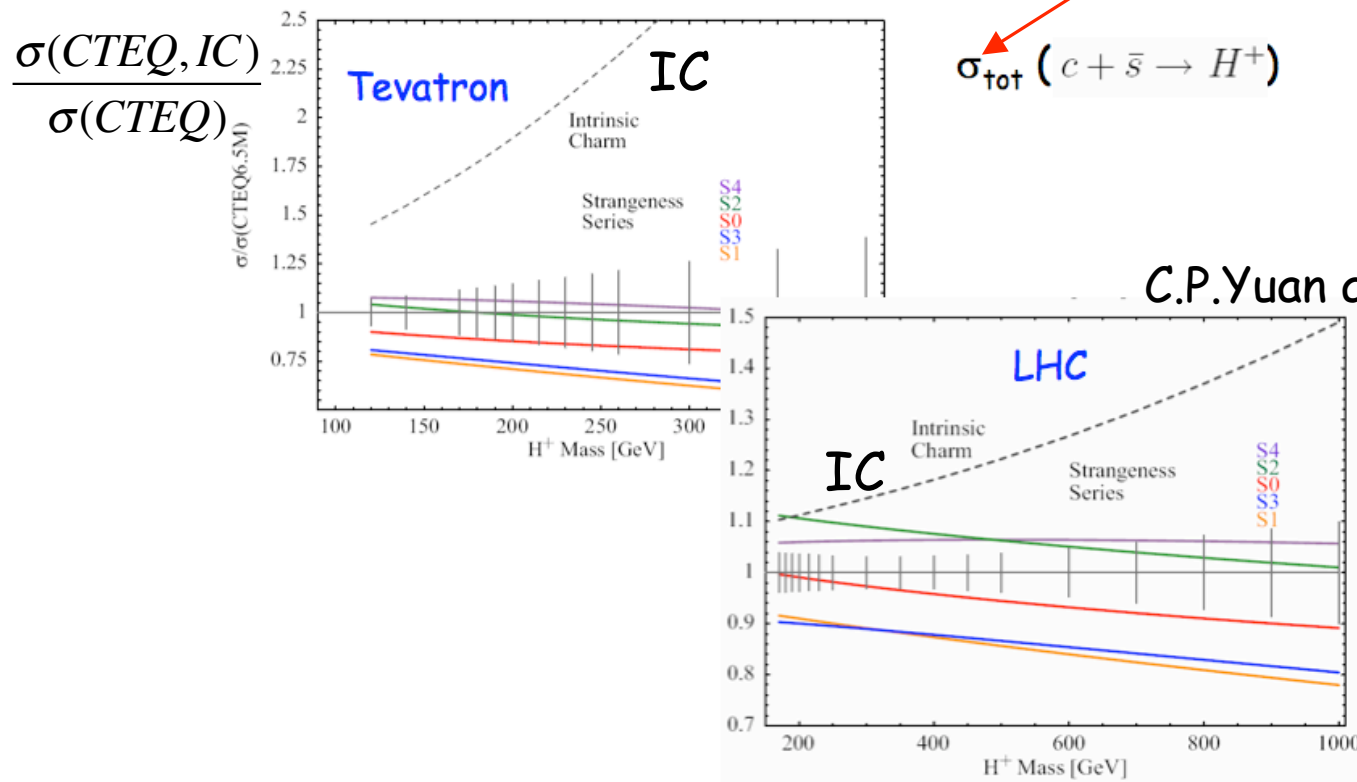 σ(CTEQ, IC)
σ(CTEQ)
σ/σ(CTEQ6.5M)
2.5
2.25
2
1.75
1.5
1.25
1
0.75
Tevatron
IC
Intrinsic
Charm
Strangeness
Series
S4
S2
S0
S3
S1
100 150 200 250 300
H⁺ Mass [GeV]
σtot ( c + s̄ → H⁺)
C.P.Yuan
1.5
1.4
1.3
1.2
1.1
1
0.9
0.8
0.7
LHC
Intrinsic
Charm
IC
Strangeness
Series
S4
S2
S0
S3
S1
200 400 600 800 1000
H⁺ Mass [GeV]